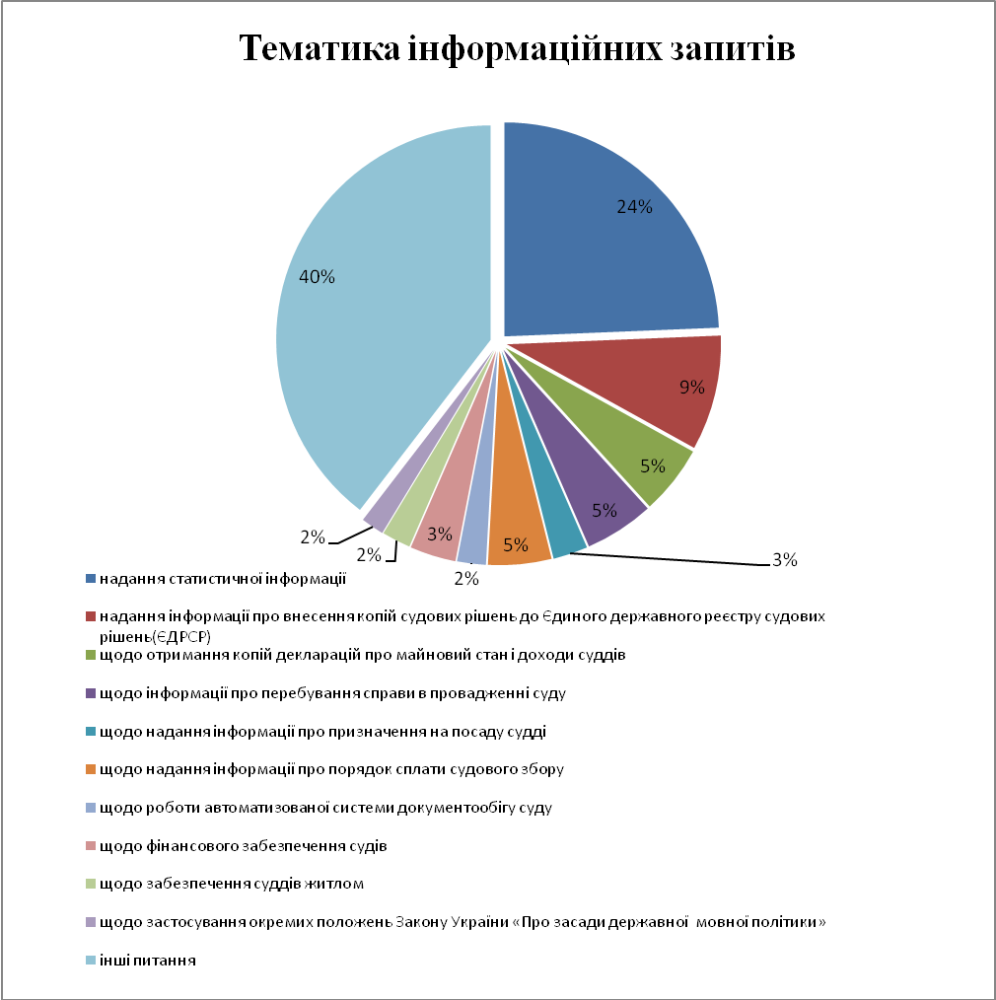 Тематика інформаційних запитів
24%
40%
9%
5%
5%
3%
5%
2%
2%
3%
2%
надання статистичної інформації
надання інформації про внесення копій судових рішень до Єдиного державного реєстру судових
рішень(ЄДРСР)
щодо отримання копій декларацій про майновий стан і доходи суддів
щодо інформації про перебування справи в провадженні суду
щодо надання інформації про призначення на посаду судді
щодо надання інформації про порядок сплати судового збору
щодо роботи автоматизованої системи документообігу суду
щодо фінансового забезпечення судів
щодо забезпечення суддів житлом
щодо застосування окремих положень Закону України «Про засади державної мовної політики»
інші питання